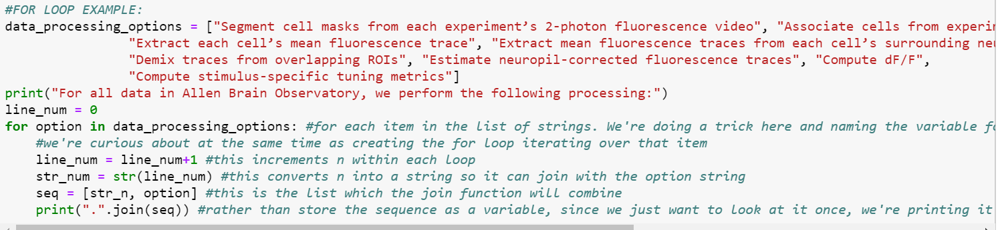 #FOR LOOP EXAMPLE:
data_processing_options = ["Segment cell masks from each experiment’s 2-photon fluorescence video", "Associate cells from
"Extract each cell’s mean fluorescence trace", "Extract mean fluorescence traces from each cell’s surrounding
"Demix traces from overlapping ROIs", "Estimate neuropil-corrected fluorescence traces", "Compute dF/F",
"Compute stimulus-specific tuning metrics"]
print("For all data in Allen Brain Observatory, we perform the following processing:")
line_num = 0
for option in data_processing_options: #for each item in the list of strings. We're doing a trick here and naming the variable
#we're curious about at the same time as creating the for loop iterating over that item
line_num = line_num+1 #this increments n within each loop
str_num = str(line_num) #this converts n into a string so it can join with the option string
seq = [str_n, option] #this is the list which the join function will combine
print(".".join(seq)) #rather than store the sequence as a variable, since we just want to look at it once, we're printing it